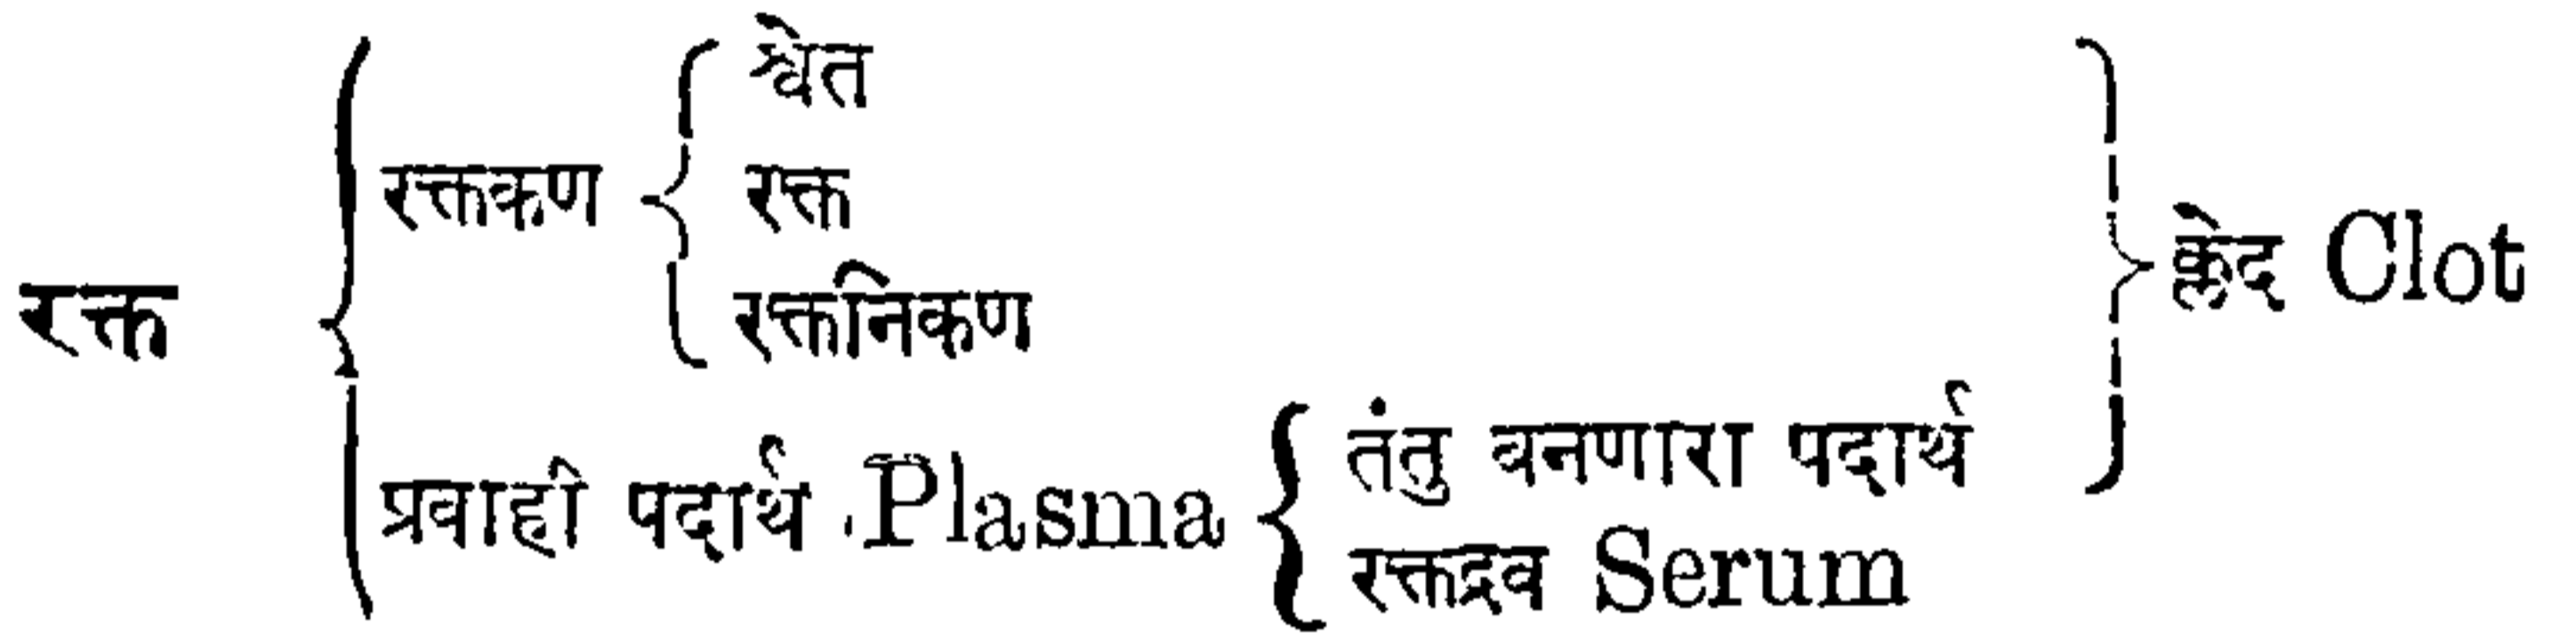 श्वेत
रक्तकण रक्त
रक्तनिकण
रक्त क्लेद Clot
तंतु बनणारा पदार्थ
प्रवाही पदार्थ Plasma
रक्तद्रव Serum